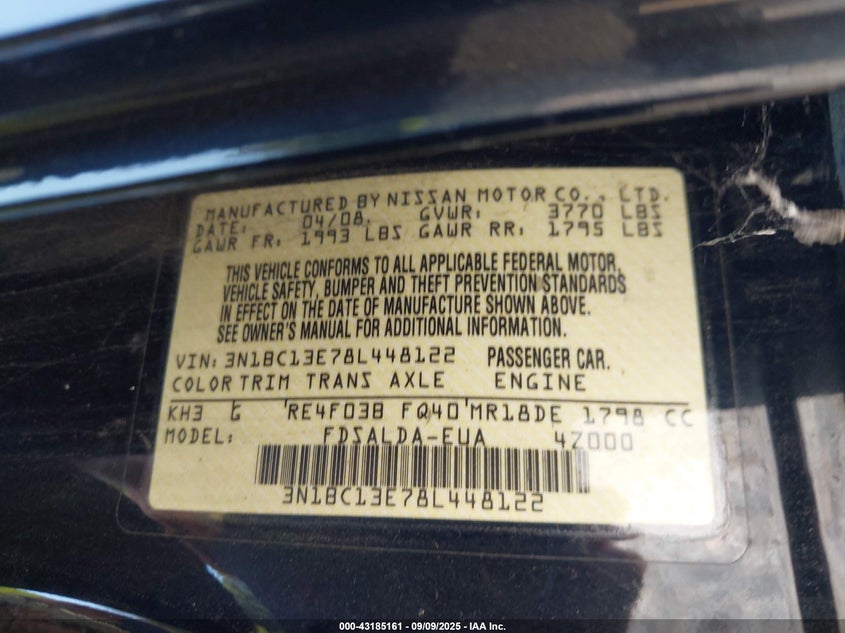 MANUFACTURED BY NISSAN MOTOR CO., LTD.
DATE: 04/08. GVWR: 3770 LBS
GAWR FR: 1993 LBS GAWR RR: 1795 LBS
THIS VEHICLE CONFORMS TO ALL APPLICABLE FEDERAL MOTOR
VEHICLE SAFETY, BUMPER AND THEFT PREVENTION STANDARDS
IN EFFECT ON THE DATE OF MANUFACTURE SHOWN ABOVE.
SEE OWNER'S MANUAL FOR ADDITIONAL INFORMATION.
VIN: 3N1BC13E78L448122 PASSENGER CAR.
COLOR TRIM TRANS AXLE ENGINE
KH3 G RE4F03B FQ40 MR18DE 1798 CC
MODEL: FDSALDA-EUA 4Z000
3N1BC13E78L448122
000-43185161 - 09/09/2025 - IAA Inc.